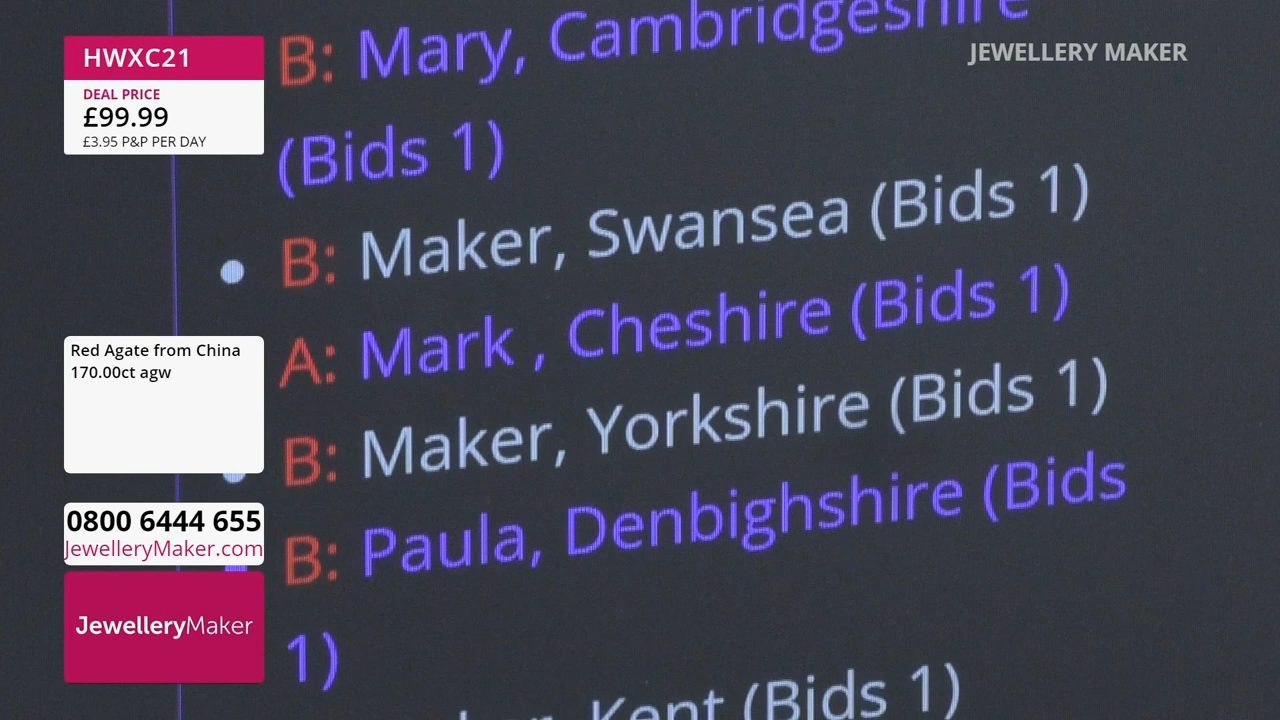 HWXC21
DEAL PRICE
£99.99
£3.95 P&P PER DAY
JEWELLERY MAKER
B: Mary, Cambridgeshire
(Bids 1)
B: Maker, Swansea (Bids 1)
A: Mark , Cheshire (Bids 1)
B: Maker, Yorkshire (Bids 1)
B: Paula, Denbighshire (Bids
1)
Kent (Bids 1)
Red Agate from China
170.00ct agw
0800 6444 655
JewelleryMaker.com
JewelleryMaker